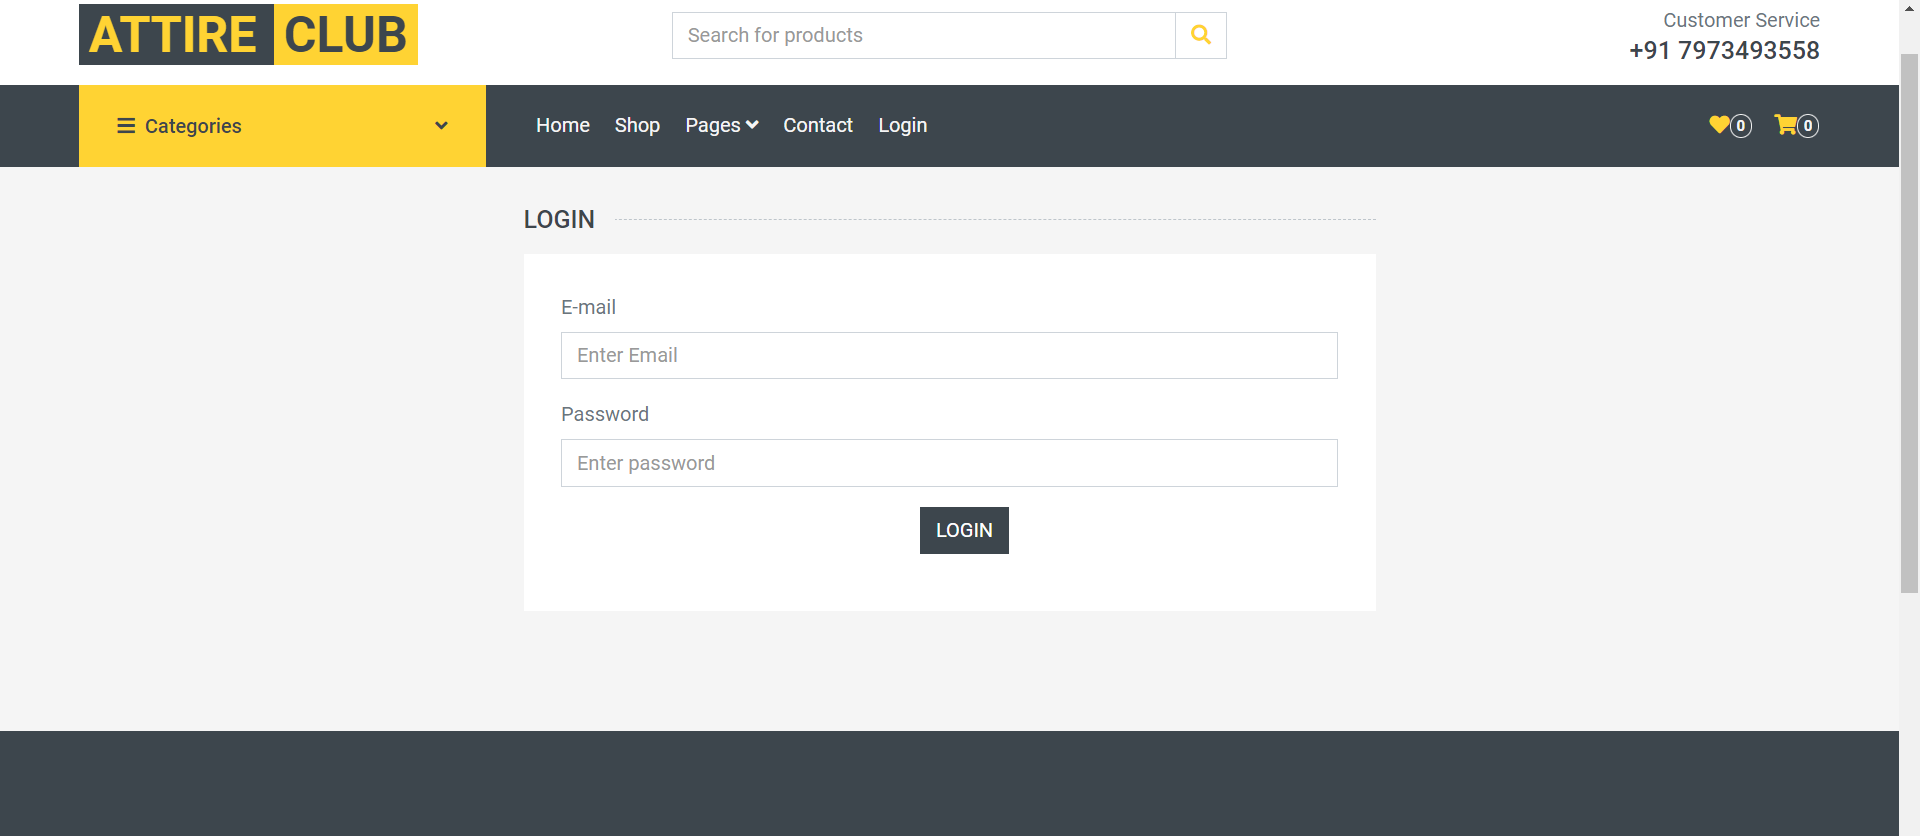 ATTIRE CLUB
Search for products
Customer Service
+91 7973493558
Categories
Home Shop Pages Contact Login
0 0
LOGIN
E-mail
Enter Email
Password
Enter password
LOGIN